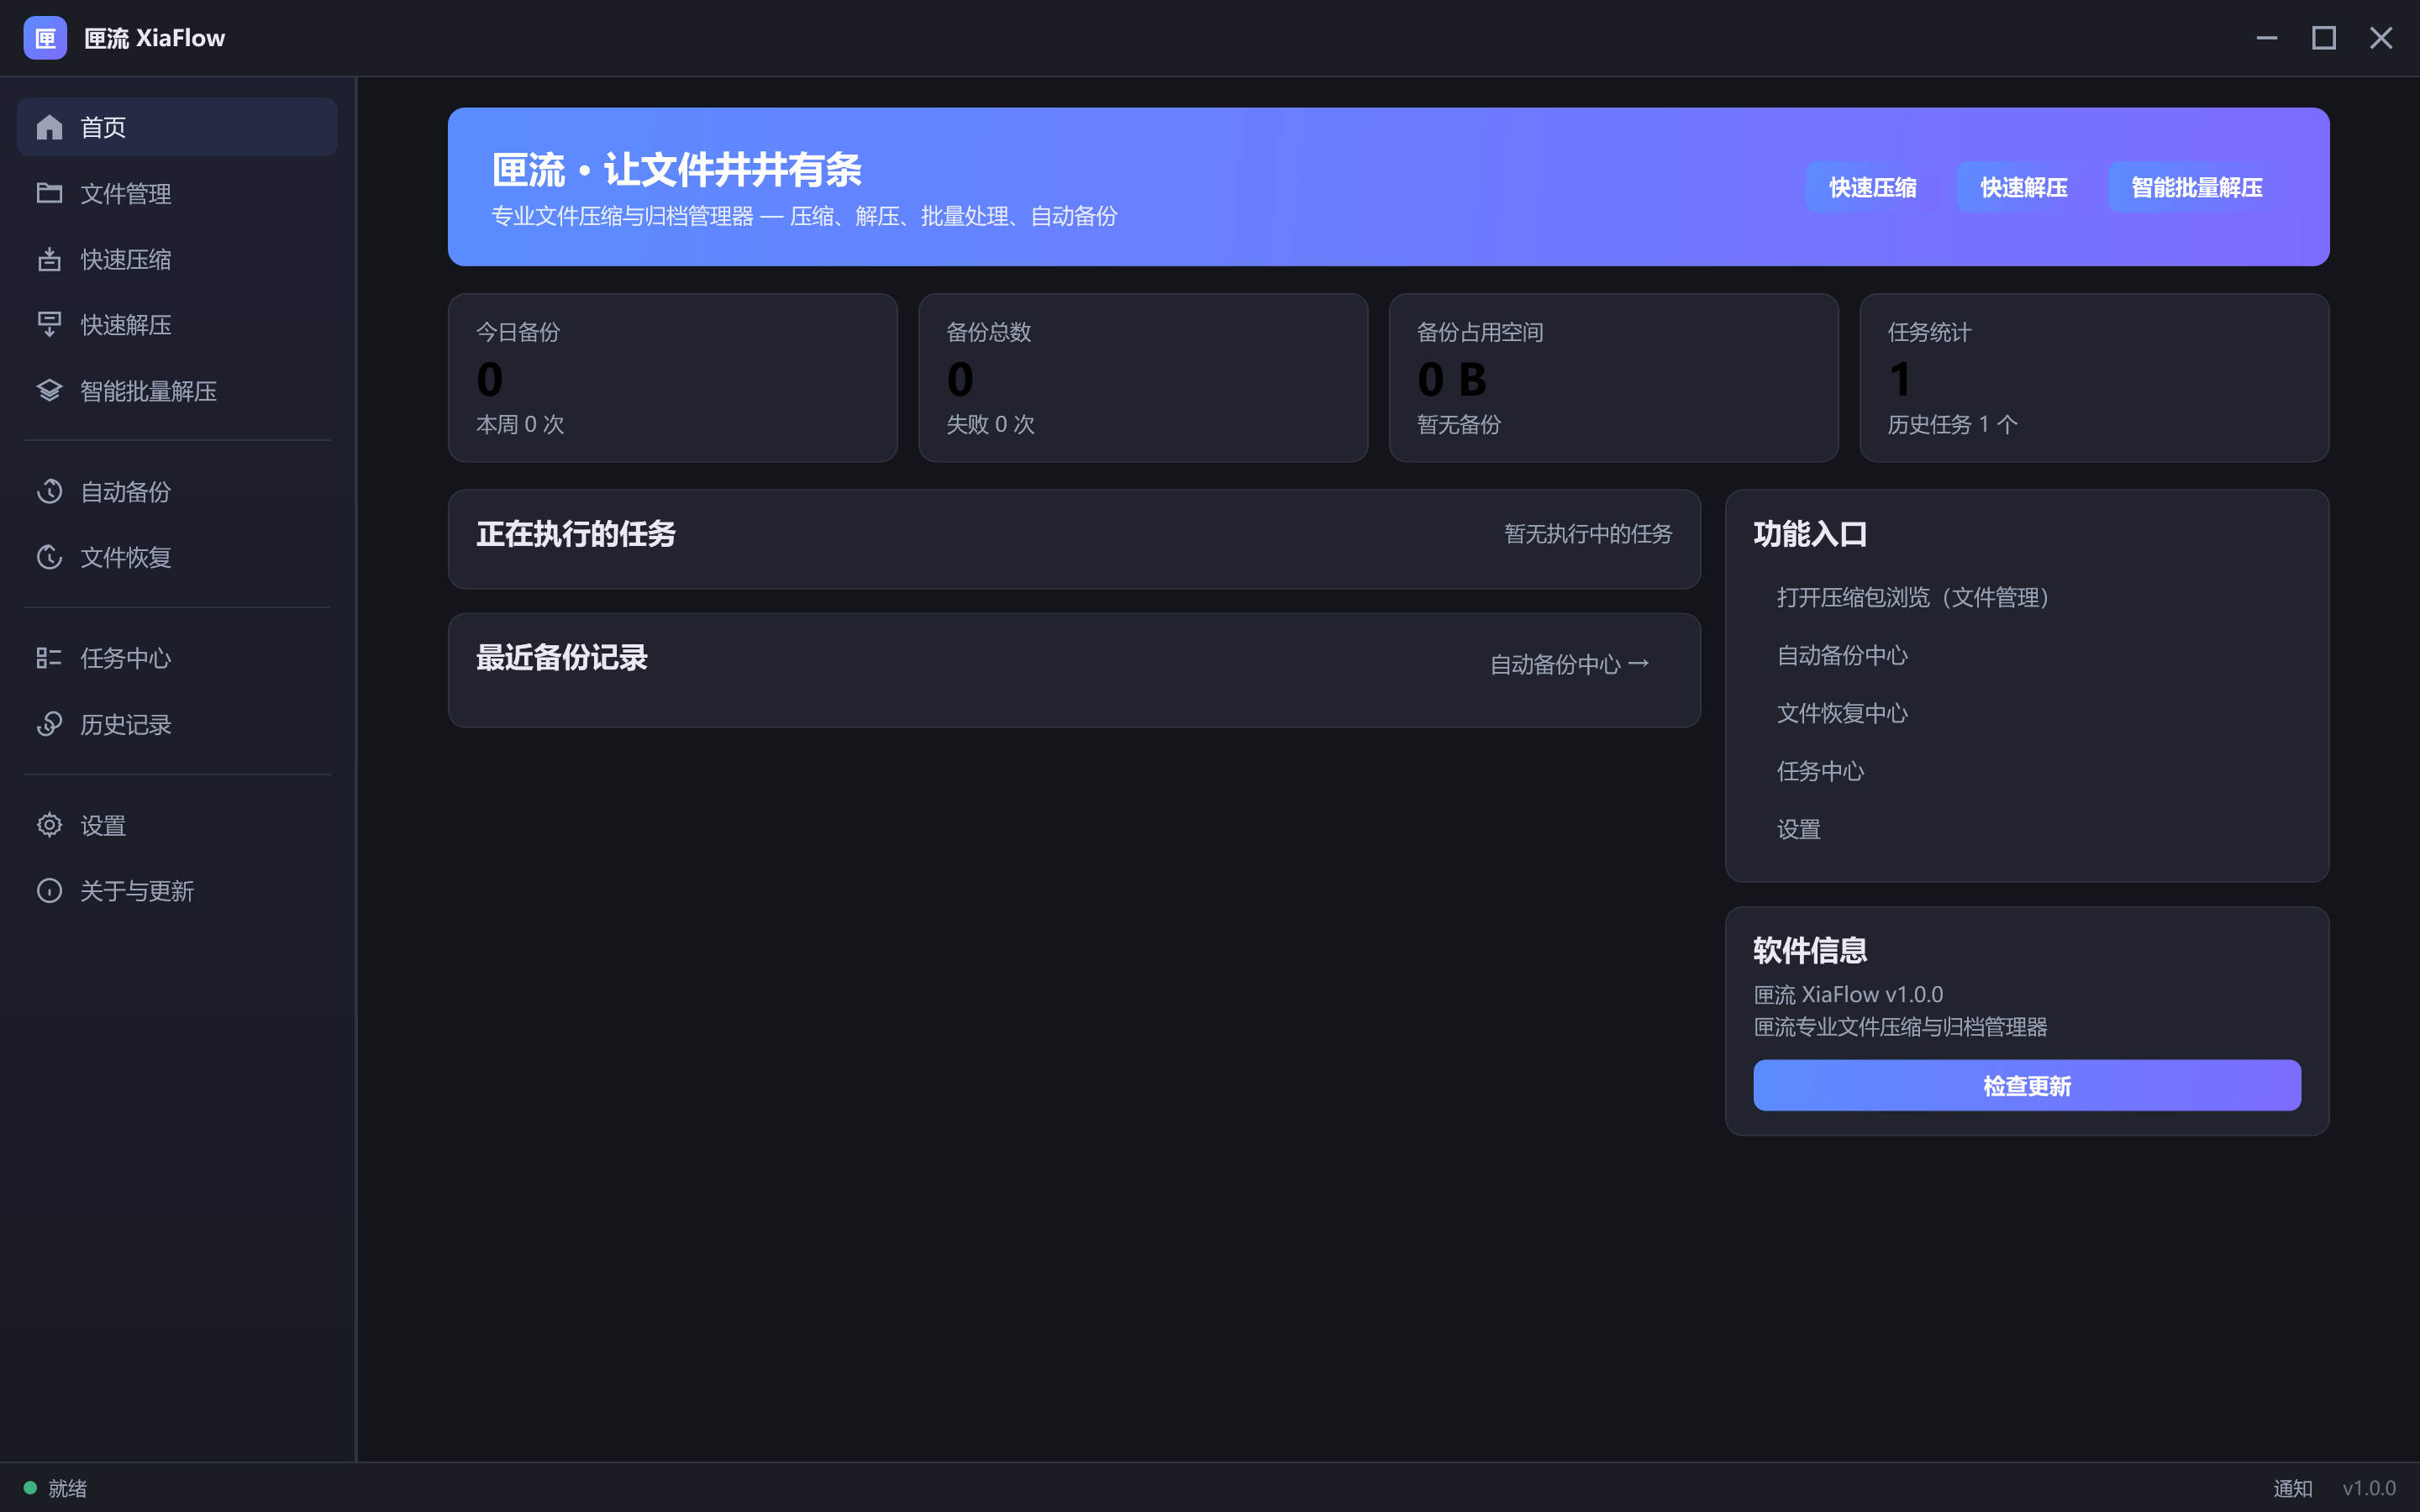 匣 匣流 XiaFlow
首页
文件管理
快速压缩
快速解压
智能批量解压
自动备份
文件恢复
任务中心
历史记录
设置
关于与更新
匣流 • 让文件井井有条
专业文件压缩与归档管理器 — 压缩、解压、批量处理、自动备份
快速压缩
快速解压
智能批量解压
今日备份
0
本周 0 次
备份总数
0
失败 0 次
备份占用空间
0 B
暂无备份
任务统计
1
历史任务 1 个
正在执行的任务
暂无执行中的任务
最近备份记录
自动备份中心 →
功能入口
打开压缩包浏览（文件管理）
自动备份中心
文件恢复中心
任务中心
设置
软件信息
匣流 XiaFlow v1.0.0
匣流专业文件压缩与归档管理器
检查更新
就绪
通知
v1.0.0